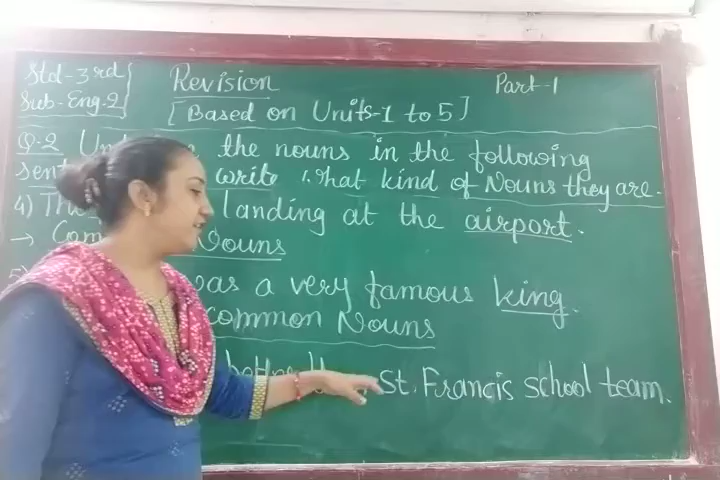 Std-3rd
Sub-Eng-2
Revision
Part-1
[Based on Units-1 to 5]
Q-2 the nouns in the following
write what kind of Nouns they are.
4) landing at the airport.
→ Nouns
as a very famous king.
common Nouns
St. Francis school team.